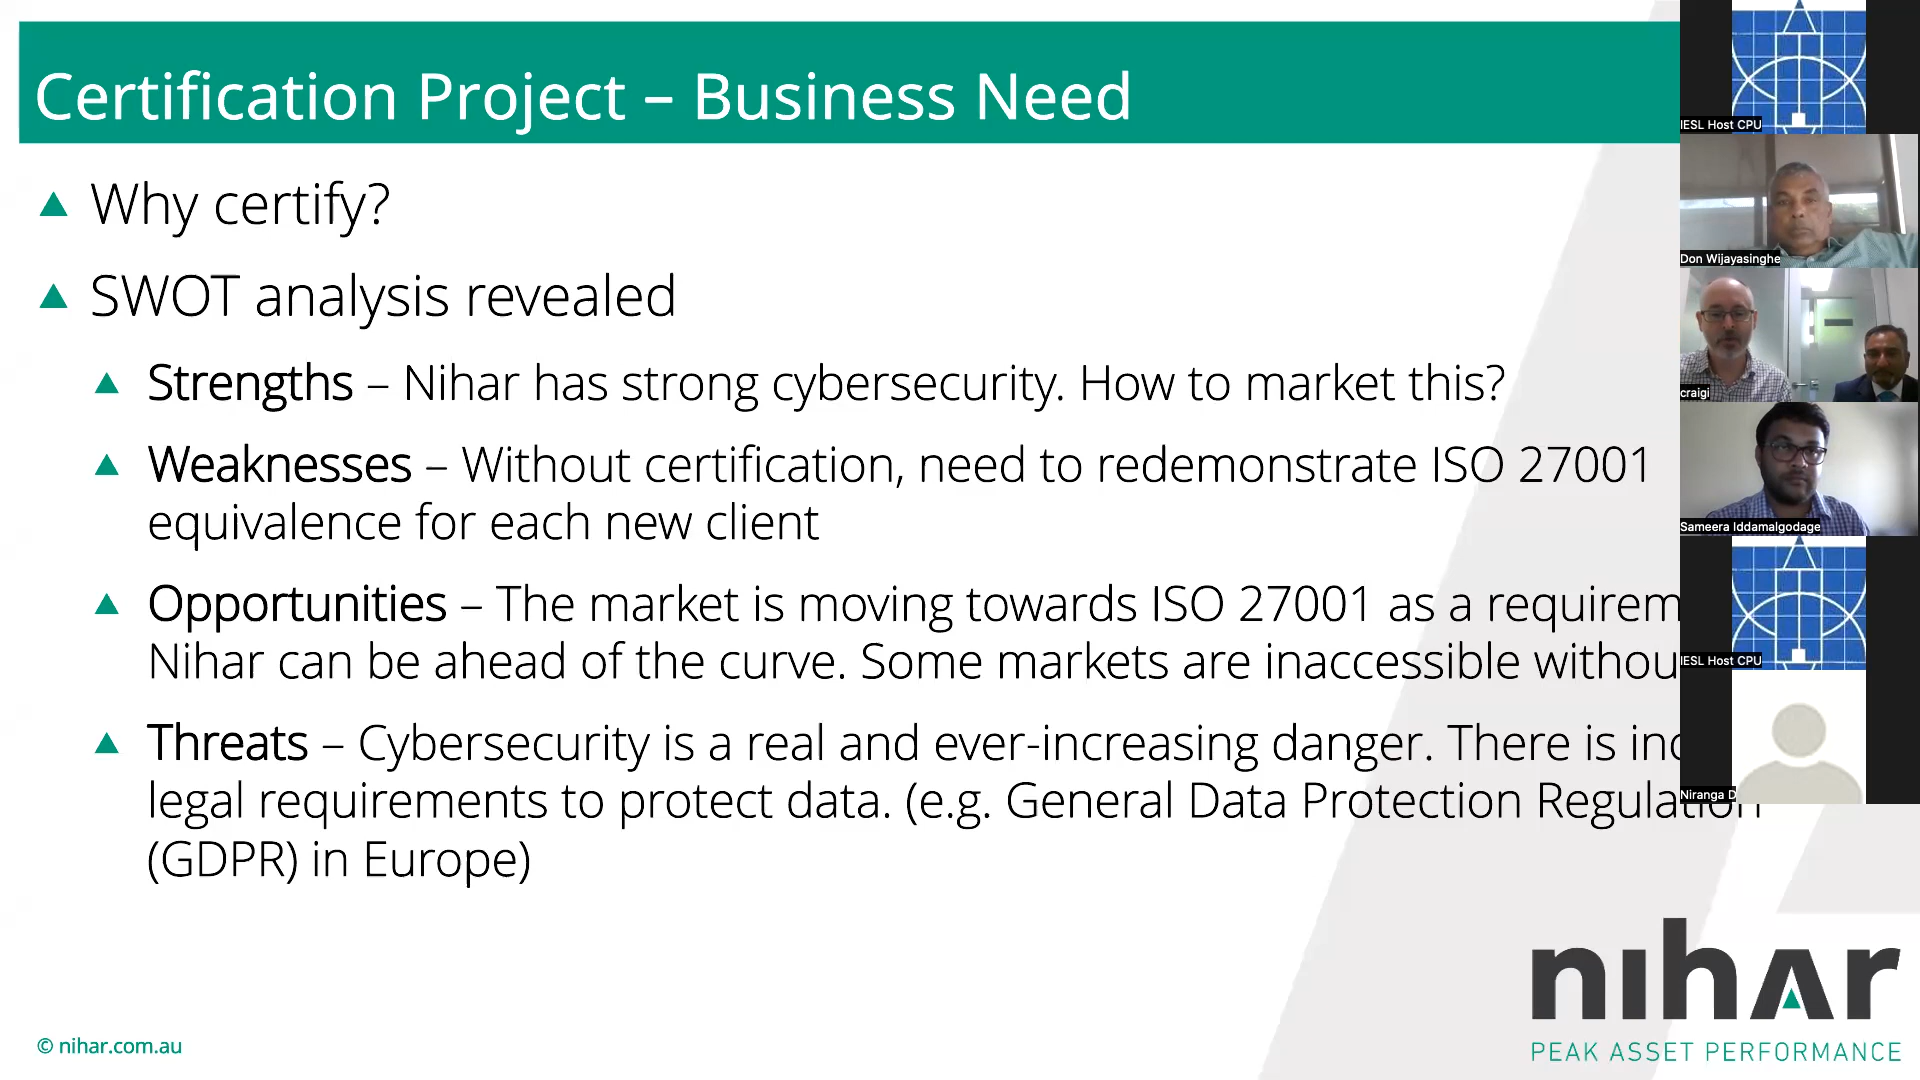 Certification Project – Business Need
Why certify?
SWOT analysis revealed
Strengths – Nihar has strong cybersecurity. How to market this?
Weaknesses – Without certification, need to redemonstrate ISO 27001
equivalence for each new client
Opportunities – The market is moving towards ISO 27001 as a
Nihar can be ahead of the curve. Some markets are inaccessible
Threats – Cybersecurity is a real and ever-increasing danger. There is
legal requirements to protect data. (e.g. General Data Protection Regulation
(GDPR) in Europe)
© nihar.com.au
nihar
PEAK ASSET PERFORMANCE
IESL Host CPU
Don Wijayasinghe
craigi
Sameera Iddamalgodage
IESL Host CPU
Niranga D